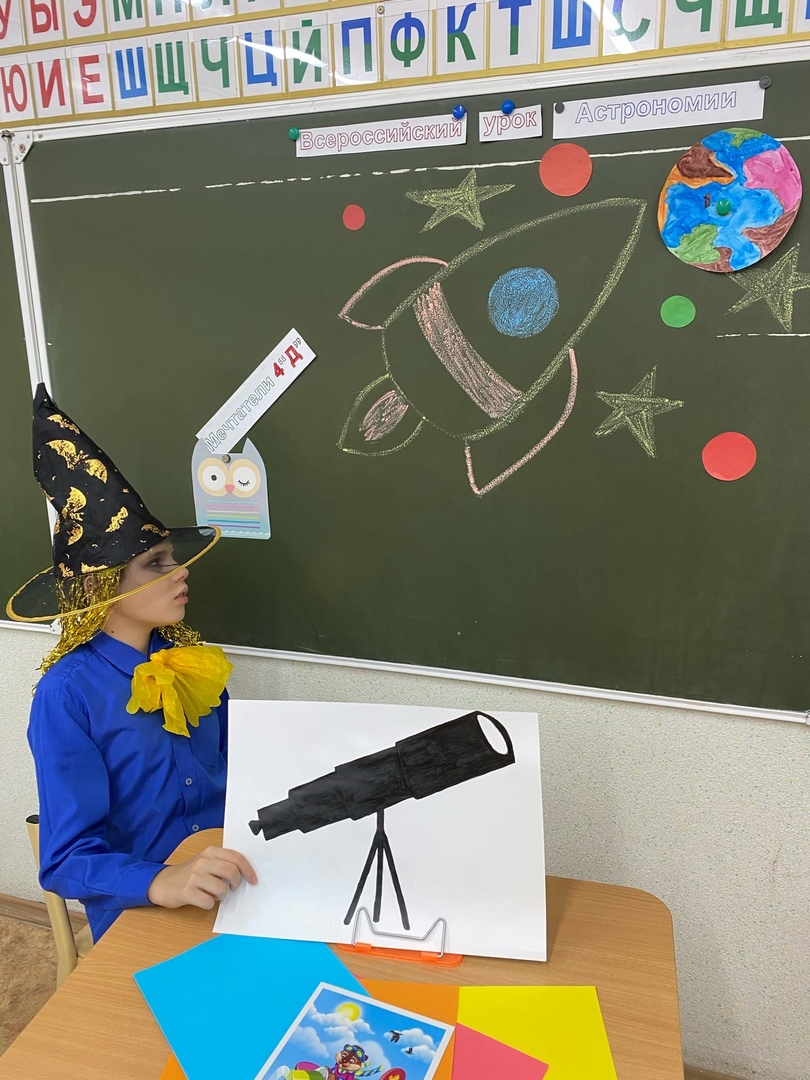 У Ы Э М Л П Ф К Т Ш С Ч Щ
Ю И Е Ш Щ Ч Ц Й П Ф К Т Ш С Ч Щ
Всероссийский урок Астрономии
Мечтатели 4 "Д"